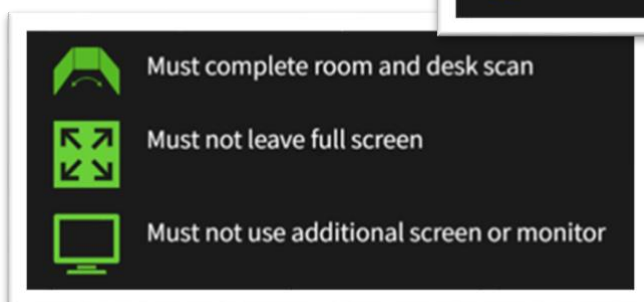 Must complete room and desk scan
Must not leave full screen
Must not use additional screen or monitor